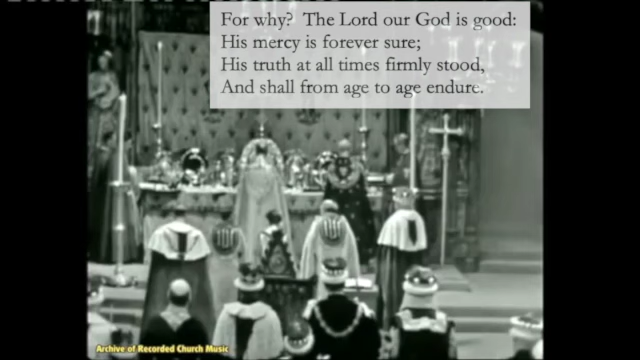 For why? The Lord our God is good:
His mercy is forever sure;
His truth at all times firmly stood,
And shall from age to age endure.
Archive of Recorded Church Music